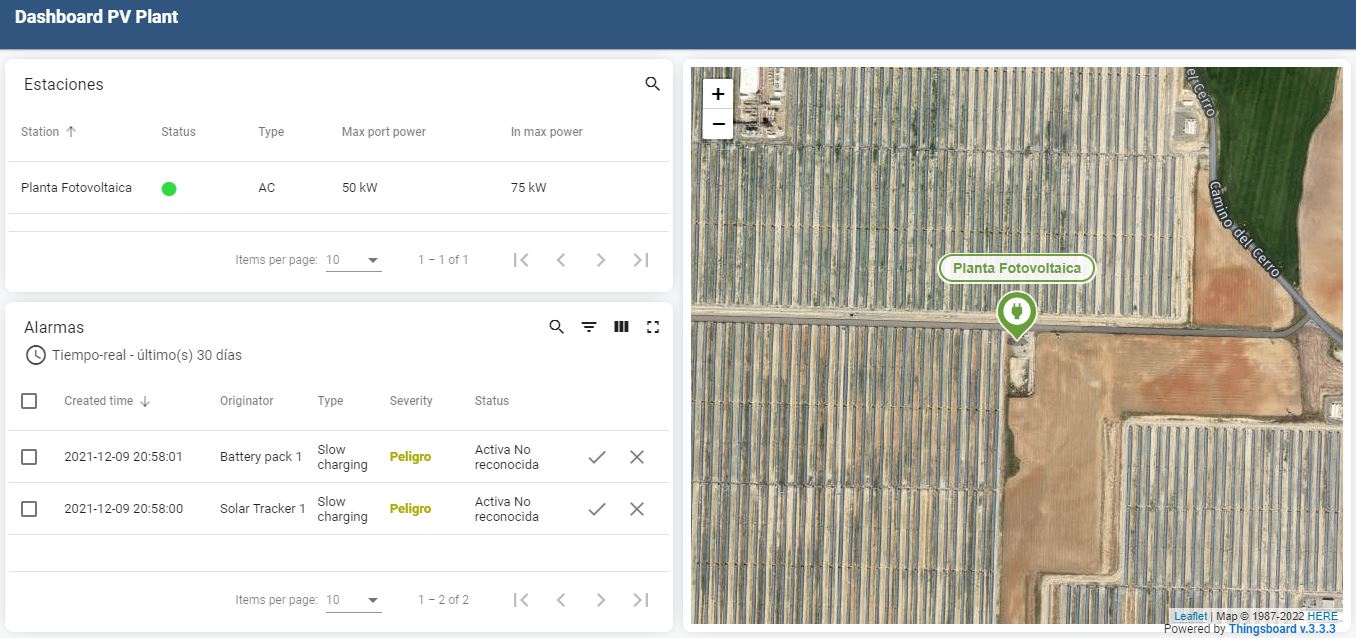 Dashboard PV Plant
Estaciones
Station Status Type Max port power In max power
Planta Fotovoltaica AC 50 kW 75 kW
Items per page: 10 1 – 1 of 1
Alarmas
Tiempo-real - último(s) 30 días
Created time Originator Type Severity Status
2021-12-09 20:58:01 Battery pack 1 Slow charging Peligro Activa No reconocida
2021-12-09 20:58:00 Solar Tracker 1 Slow charging Peligro Activa No reconocida
Items per page: 10 1 – 2 of 2
+
−
el Cerro
Camino del Cerro
Planta Fotovoltaica
Leaflet | Map © 1987-2022 HERE
Powered by Thingsboard v.3.3.3